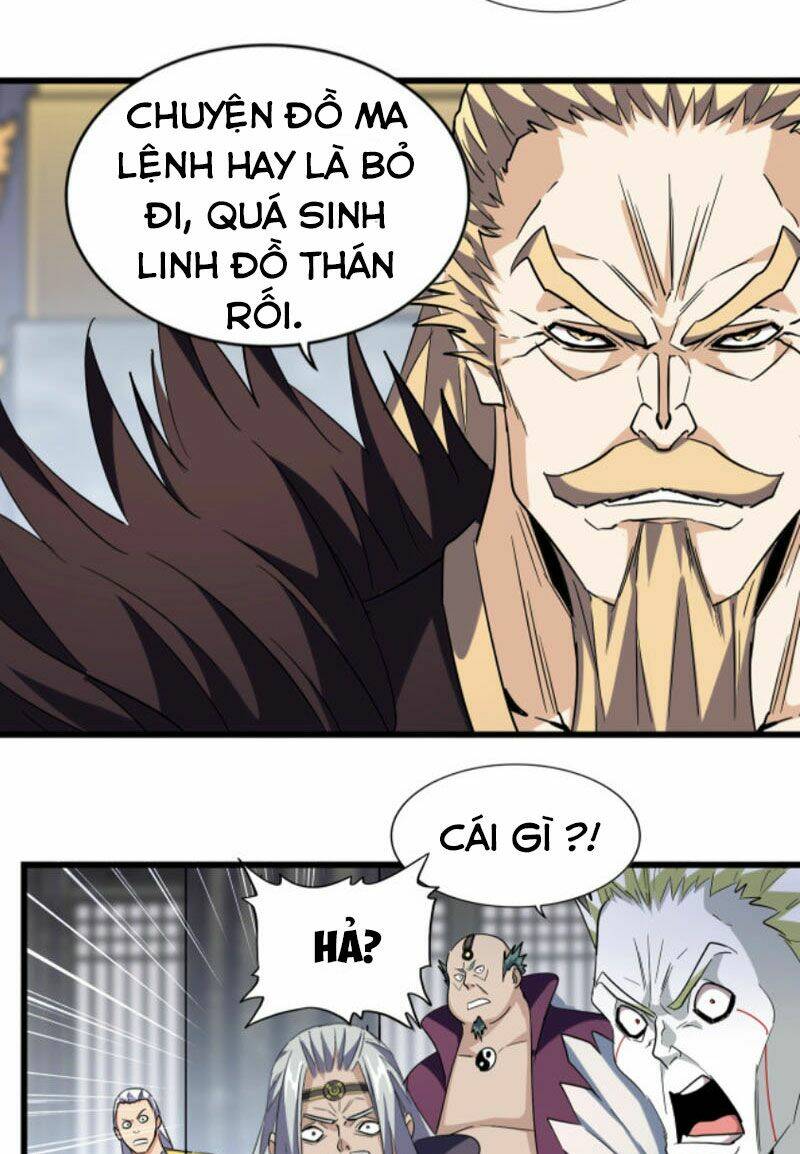 CHUYỆN ĐỒ MA
LỆNH HAY LÀ BỎ
ĐI, QUÁ SINH
LINH ĐỒ THÁN
RỒI.
CÁI GÌ ?!
HẢ?